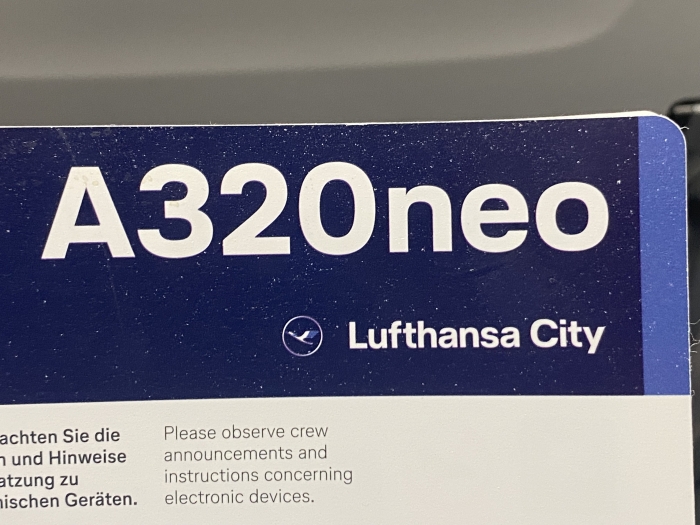 A320neo
Lufthansa City
achten Sie die
und Hinweise
atzung zu
nischen Geräten.
Please observe crew
announcements and
instructions concerning
electronic devices.